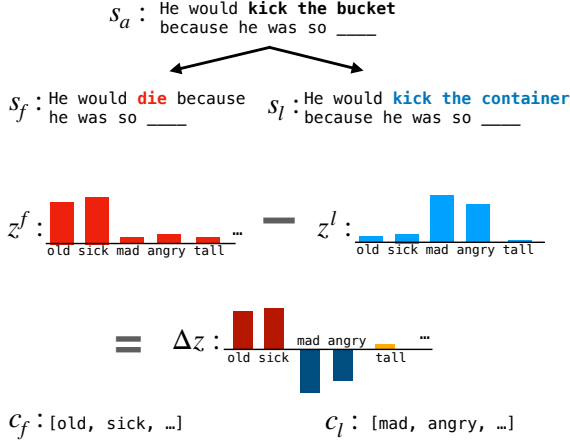 s_a : He would kick the bucket
because he was so ____
s_f : He would die because
he was so ____
s_l : He would kick the container
because he was so ____
z^f :
old sick mad angry tall …
− z^l :
old sick mad angry tall
= Δz :
mad angry …
old sick tall
c_f : [old, sick, …]
c_l : [mad, angry, …]